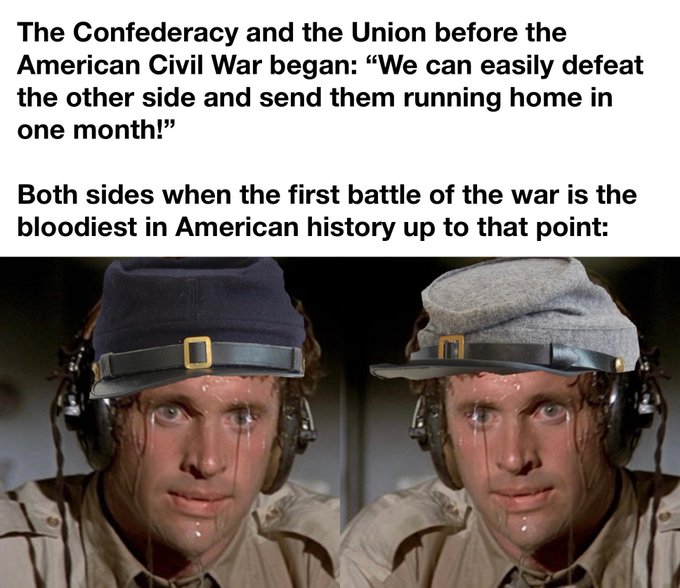 The Confederacy and the Union before the
American Civil War began: “We can easily defeat
the other side and send them running home in
one month!”
Both sides when the first battle of the war is the
bloodiest in American history up to that point: